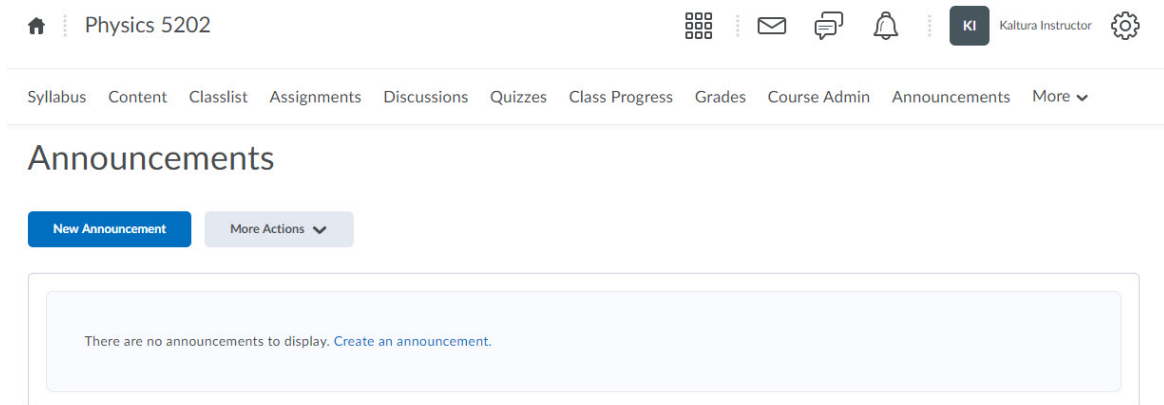 Physics 5202 KI Kaltura Instructor
Syllabus Content Classlist Assignments Discussions Quizzes Class Progress Grades Course Admin Announcements More
Announcements
New Announcement More Actions
There are no announcements to display. Create an announcement.